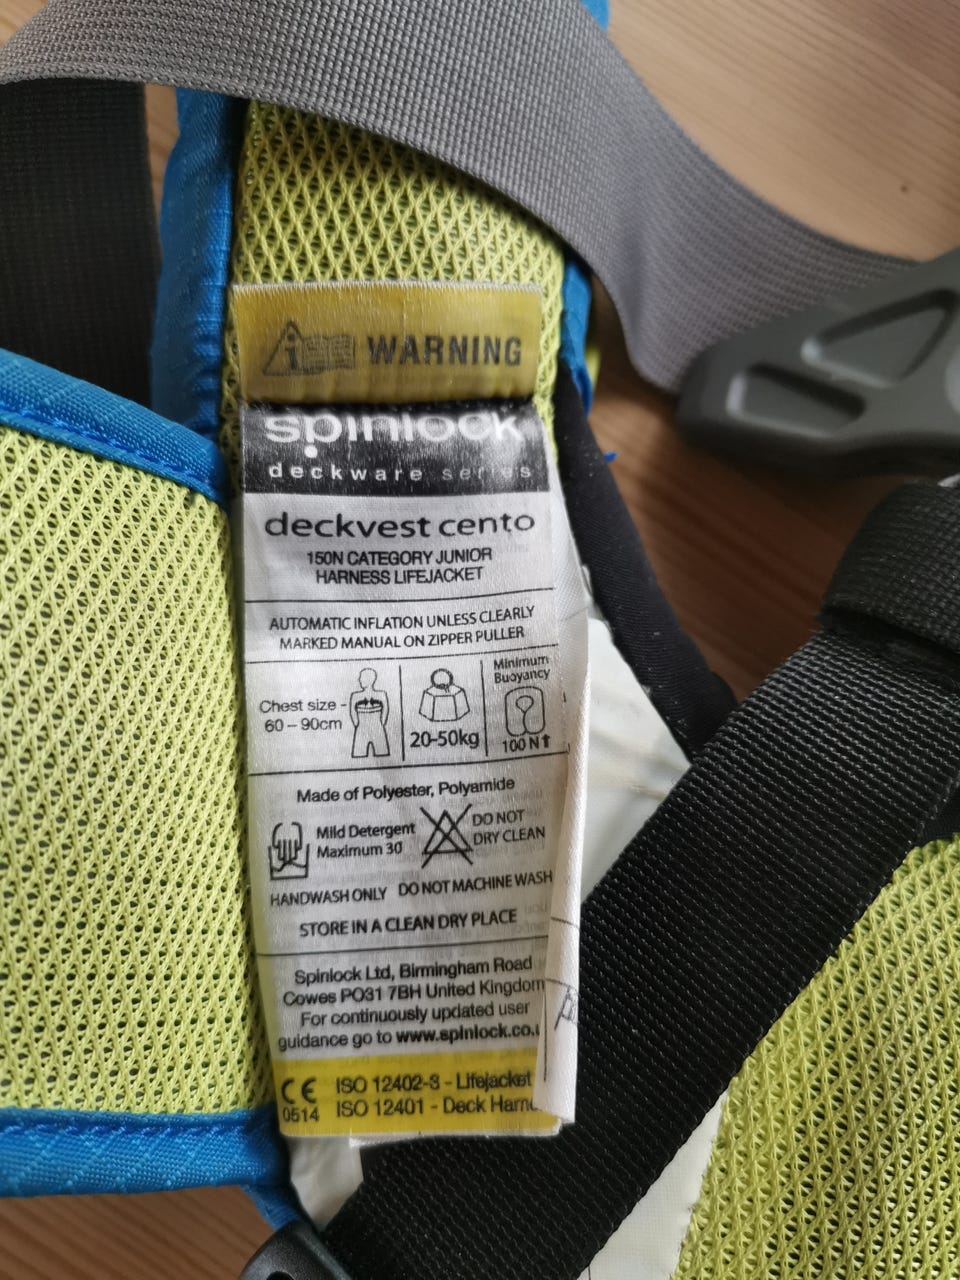 WARNING
spinlock
deckware series
deckvest cento
150N CATEGORY JUNIOR
HARNESS LIFEJACKET
AUTOMATIC INFLATION UNLESS CLEARLY
MARKED MANUAL ON ZIPPER PULLER
Chest size -
60 – 90cm
20-50kg
Minimum
Buoyancy
100 N
Made of Polyester, Polyamide
Mild Detergent
Maximum 30
DO NOT
DRY CLEAN
HANDWASH ONLY DO NOT MACHINE WASH
STORE IN A CLEAN DRY PLACE
Spinlock Ltd, Birmingham Road
Cowes PO31 7BH United Kingdom
For continuously updated user
guidance go to www.spinlock.co.
CE
0514
ISO 12402-3 - Lifejacket
ISO 12401 - Deck